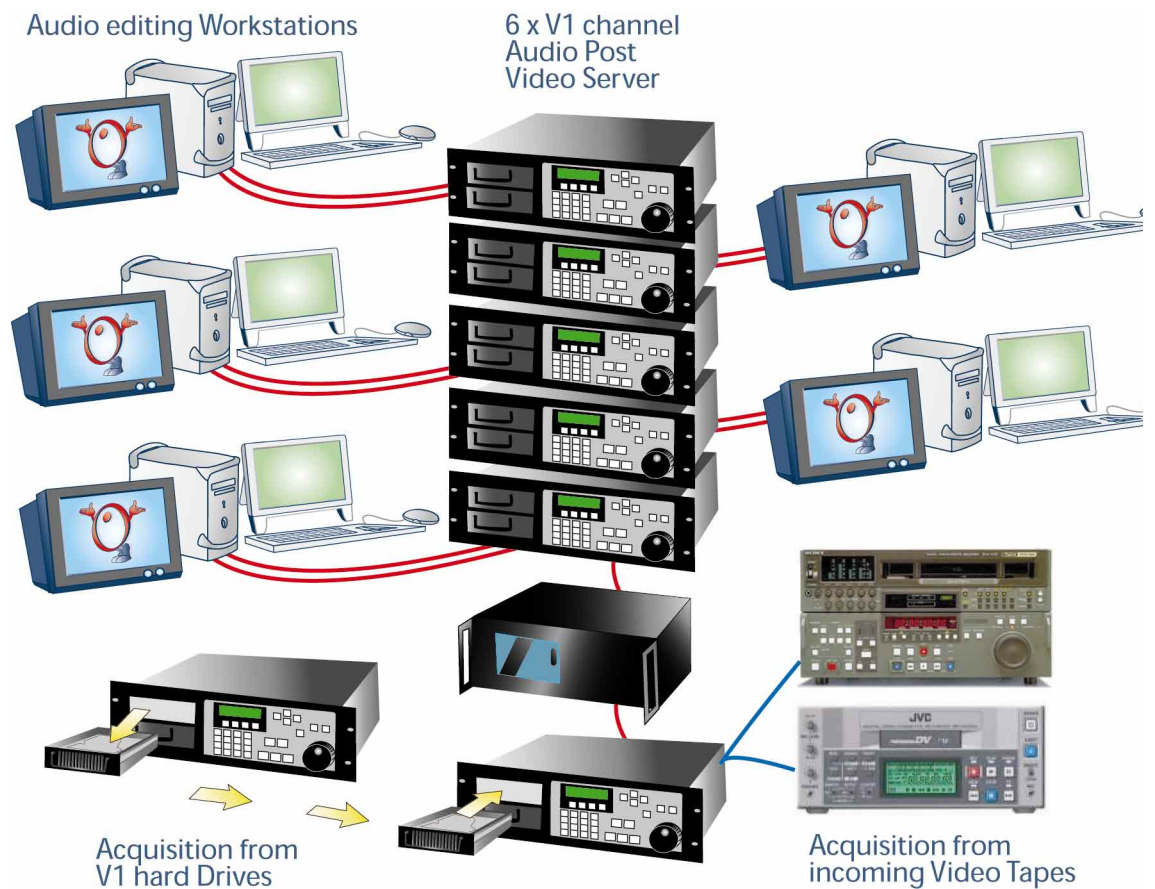 Audio editing Workstations
6 x V1 channel
Audio Post
Video Server
SONY
JVC
DV
Acquisition from
V1 hard Drives
Acquisition from
incoming Video Tapes